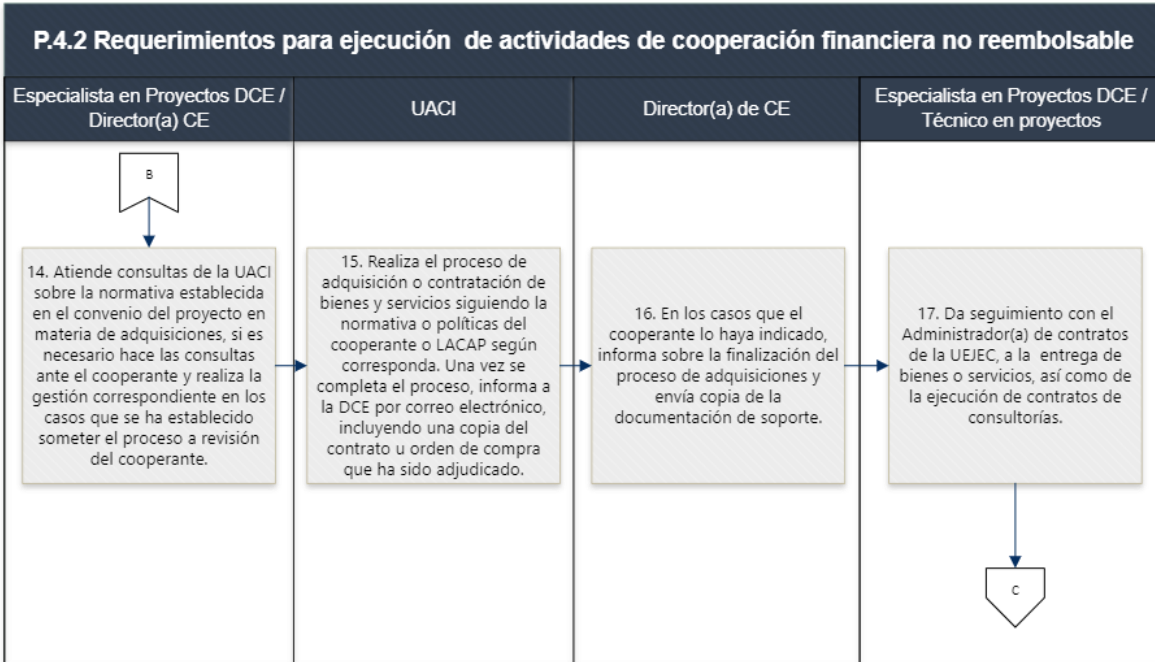 P.4.2 Requerimientos para ejecución de actividades de cooperación financiera no reembolsable
Especialista en Proyectos DCE /
Director(a) CE
UACI
Director(a) de CE
Especialista en Proyectos DCE /
Técnico en proyectos
B
14. Atiende consultas de la UACI
sobre la normativa establecida
en el convenio del proyecto en
materia de adquisiciones, si es
necesario hace las consultas
ante el cooperante y realiza la
gestión correspondiente en los
casos que se ha establecido
someter el proceso a revisión
del cooperante.
15. Realiza el proceso de
adquisición o contratación de
bienes y servicios siguiendo la
normativa o políticas del
cooperante o LACAP según
corresponda. Una vez se
completa el proceso, informa a
la DCE por correo electrónico,
incluyendo una copia del
contrato u orden de compra
que ha sido adjudicado.
16. En los casos que el
cooperante lo haya indicado,
informa sobre la finalización del
proceso de adquisiciones y
envía copia de la
documentación de soporte.
17. Da seguimiento con el
Administrador(a) de contratos
de la UEJEC, a la entrega de
bienes o servicios, así como de
la ejecución de contratos de
consultorías.
C